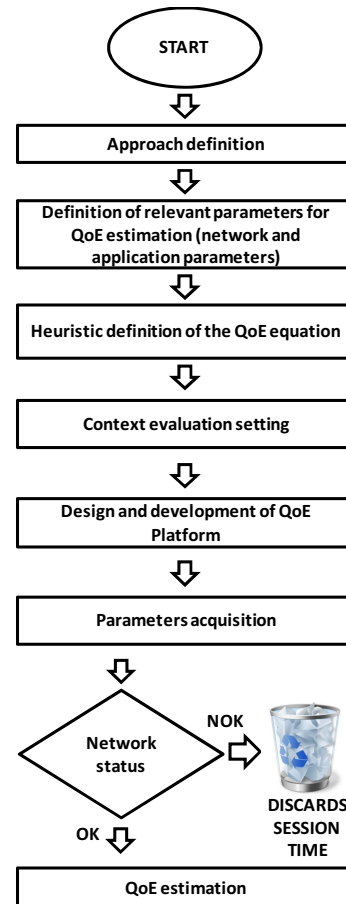 START
Approach definition
Definition of relevant parameters for
QoE estimation (network and
application parameters)
Heuristic definition of the QoE equation
Context evaluation setting
Design and development of QoE
Platform
Parameters acquisition
Network
status
NOK
DISCARDS
SESSION
TIME
OK
QoE estimation